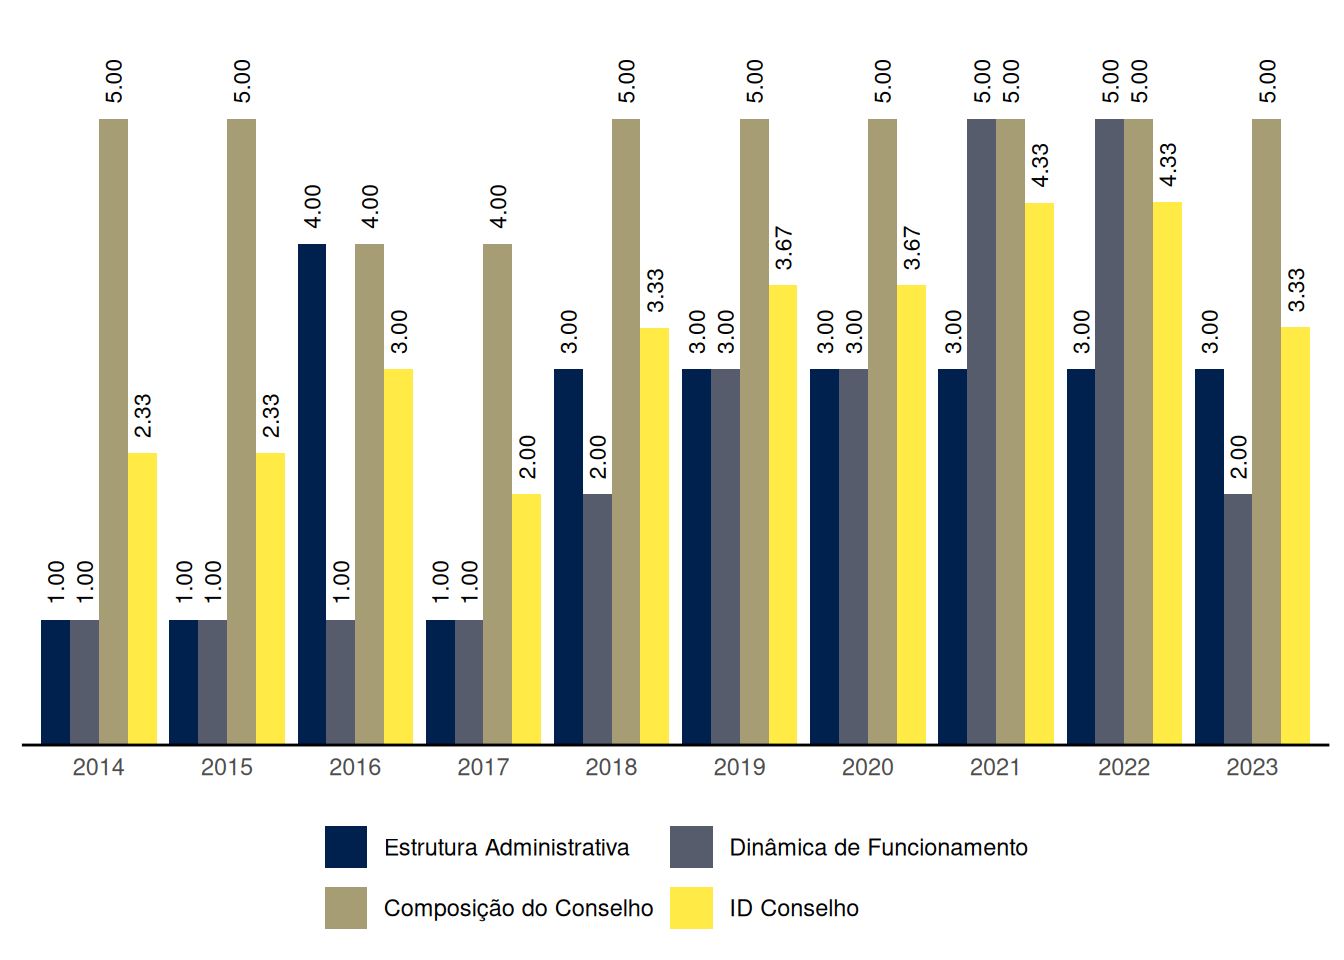 1.00 1.00 5.00 2.33
1.00 1.00 5.00 2.33
4.00 1.00 4.00 3.00
1.00 1.00 4.00 2.00
3.00 2.00 5.00 3.33
3.00 3.00 5.00 3.67
3.00 3.00 5.00 3.67
3.00 5.00 5.00 4.33
3.00 5.00 5.00 4.33
3.00 2.00 5.00 3.33
2014 2015 2016 2017 2018 2019 2020 2021 2022 2023
Estrutura Administrativa Dinâmica de Funcionamento
Composição do Conselho ID Conselho